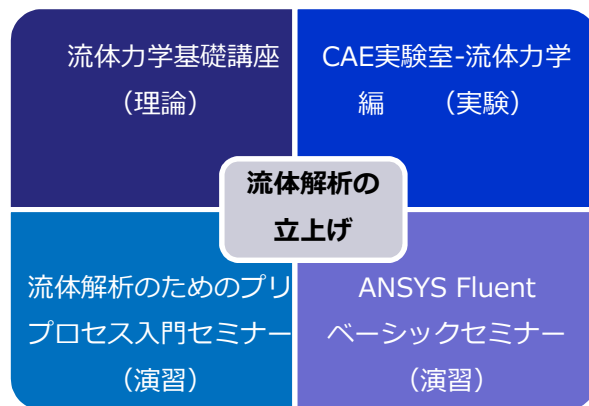 流体力学基礎講座
（理論）
CAE実験室-流体力学
編　　（実験）
流体解析の
立上げ
流体解析のためのプリ
プロセス入門セミナー
（演習）
ANSYS Fluent
ベーシックセミナー
（演習）